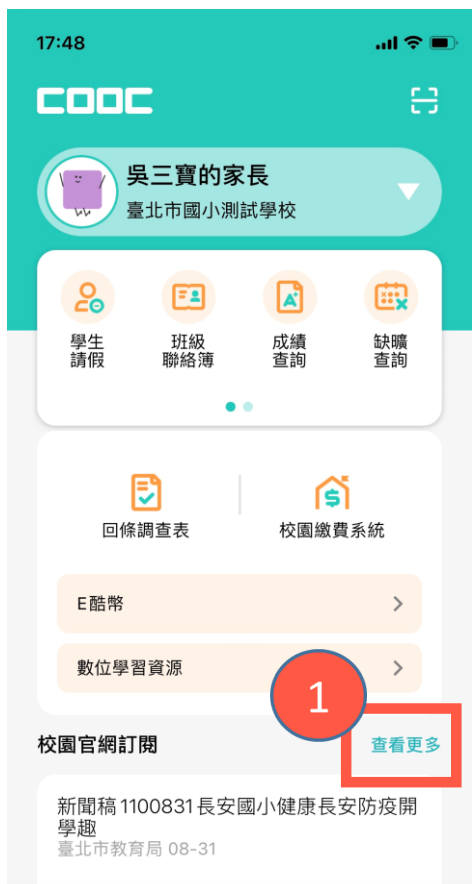 17:48
COOC
吳三寶的家長
臺北市國小測試學校
學生
請假
班級
聯絡簿
成績
查詢
缺曠
查詢
回條調查表
校園繳費系統
E酷幣
數位學習資源
1
校園官網訂閱
查看更多
新聞稿1100831長安國小健康長安防疫開
學趣
臺北市教育局 08-31